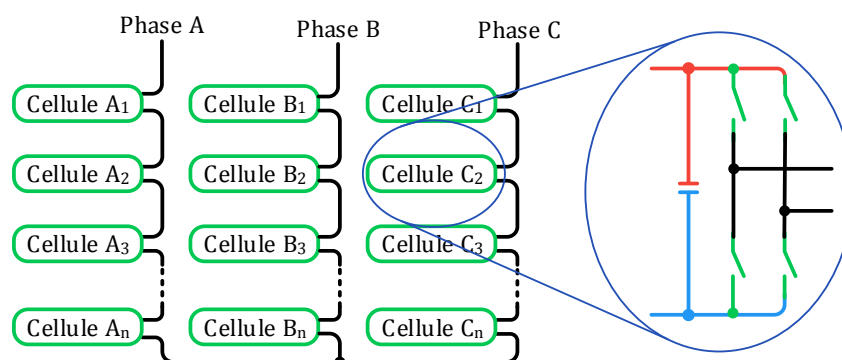 Phase A Phase B Phase C
Cellule A₁ Cellule B₁ Cellule C₁
Cellule A₂ Cellule B₂ Cellule C₂
Cellule A₃ Cellule B₃ Cellule C₃
Cellule Aₙ Cellule Bₙ Cellule Cₙ